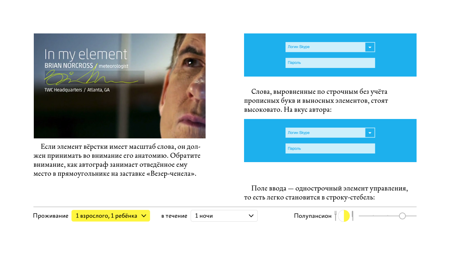 In my element
BRIAN NORCROSS / meteorologist
TWC Headquarters / Atlanta, GA
Если элемент вёрстки имеет масштаб слова, он дол-
жен принимать во внимание его анатомию. Обратите
внимание, как автограф занимает отведённое ему
место в прямоугольнике на заставке «Везер-ченела».
Логин Skype
Пароль
Слова, выровненные по строчным без учёта
прописных букв и выносных элементов, стоят
высоковато. На вкус автора:
Логин Skype
Пароль
Поле ввода — однострочный элемент управления,
то есть легко становится в строку-стебель:
Проживание 1 взрослого, 1 ребёнка в течение 1 ночи Полупансион